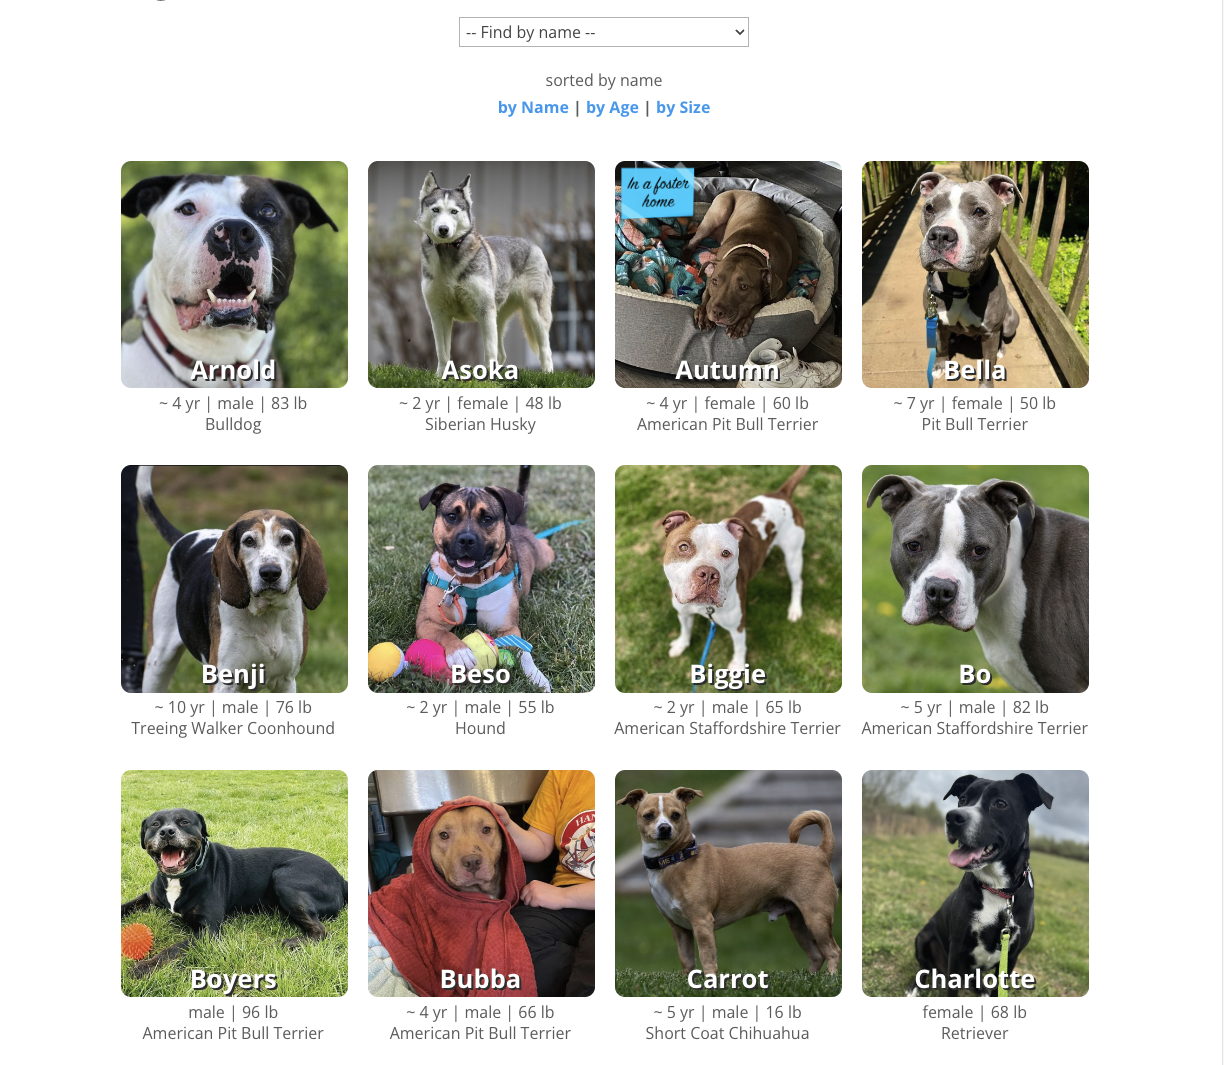 -- Find by name --
sorted by name
by Name | by Age | by Size
In a foster
home
Arnold
Asoka
Autumn
Bella
~ 4 yr | male | 83 lb
Bulldog
~ 2 yr | female | 48 lb
Siberian Husky
~ 4 yr | female | 60 lb
American Pit Bull Terrier
~ 7 yr | female | 50 lb
Pit Bull Terrier
Benji
Beso
Biggie
Bo
~ 10 yr | male | 76 lb
Treeing Walker Coonhound
~ 2 yr | male | 55 lb
Hound
~ 2 yr | male | 65 lb
American Staffordshire Terrier
~ 5 yr | male | 82 lb
American Staffordshire Terrier
Boyers
Bubba
Carrot
Charlotte
male | 96 lb
American Pit Bull Terrier
~ 4 yr | male | 66 lb
American Pit Bull Terrier
~ 5 yr | male | 16 lb
Short Coat Chihuahua
female | 68 lb
Retriever